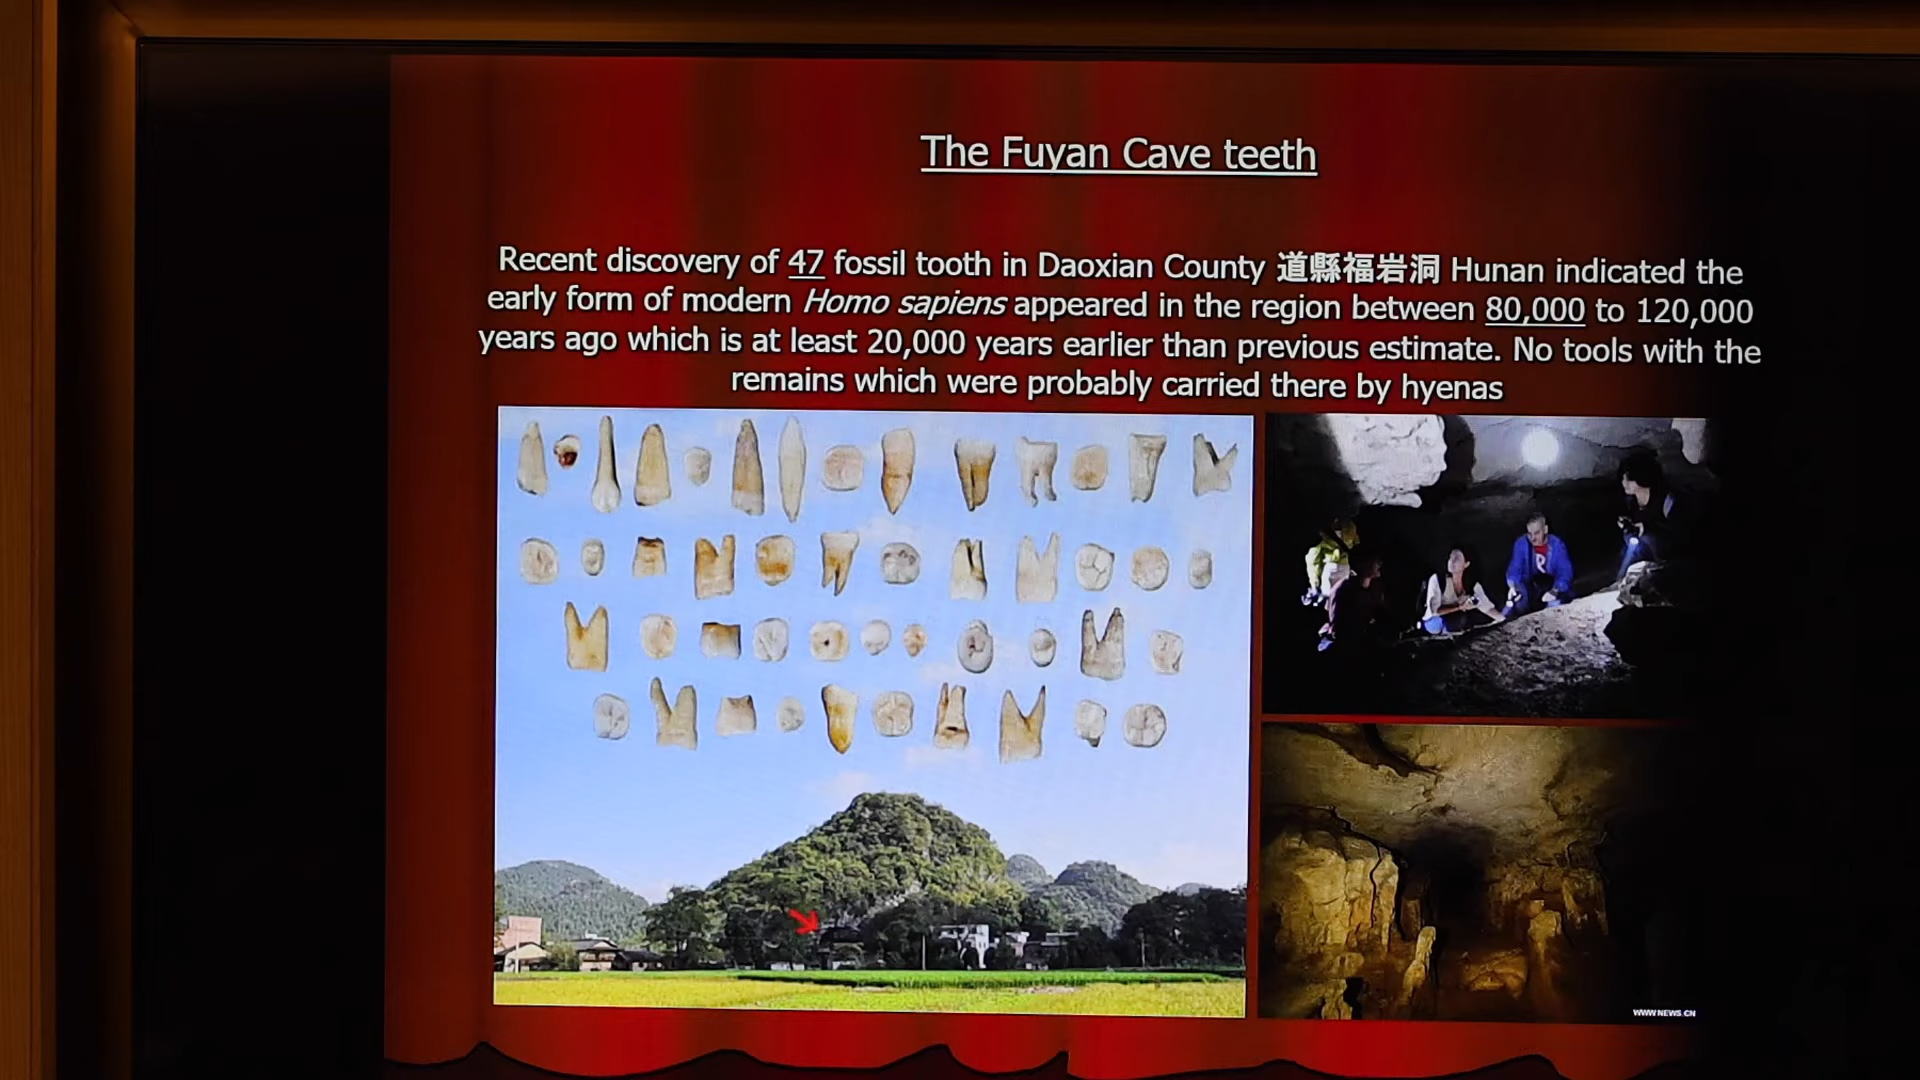 The Fuyan Cave teeth
Recent discovery of 47 fossil tooth in Daoxian County 道縣福岩洞 Hunan indicated the
early form of modern Homo sapiens appeared in the region between 80,000 to 120,000
years ago which is at least 20,000 years earlier than previous estimate. No tools with the
remains which were probably carried there by hyenas
WWW.NEWS.CN